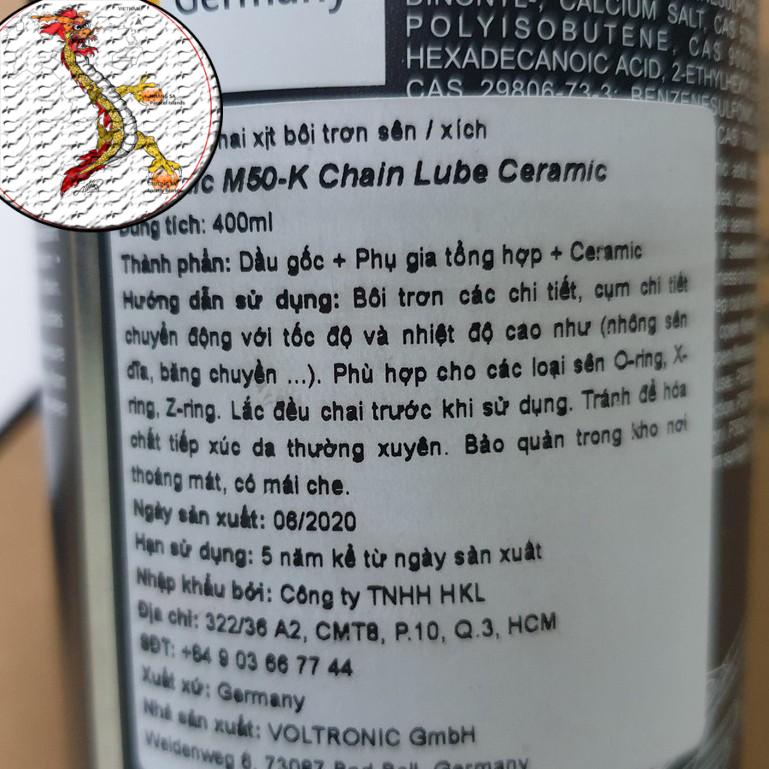 Germany
CALCIUM SALT, CAS
POLYISOBUTENE, CAS
HEXADECANOIC ACID, 2-ETHYLHEX
CAS 29806-73-3; BENZENESULFON
VIETNAM
hai xịt bôi trơn sên / xích
ic M50-K Chain Lube Ceramic
Dung tích: 400ml
Thành phần: Dầu gốc + Phụ gia tổng hợp + Ceramic
Hướng dẫn sử dụng: Bôi trơn các chi tiết, cụm chi tiết
chuyển động với tốc độ và nhiệt độ cao như (nhông sên
dĩa, băng chuyền ...). Phù hợp cho các loại sên O-ring, X-
ring, Z-ring. Lắc đều chai trước khi sử dụng. Tránh để hóa
chất tiếp xúc da thường xuyên. Bảo quản trong kho nơi
thoáng mát, có mái che.
Ngày sản xuất: 06/2020
Hạn sử dụng: 5 năm kể từ ngày sản xuất
Nhập khẩu bởi: Công ty TNHH HKL
Địa chỉ: 322/36 A2, CMT8, P.10, Q.3, HCM
SĐT: +84 9 03 66 77 44
Xuất xứ: Germany
Nhà sản xuất: VOLTRONIC GmbH
Weidenweg 6, 73087 Bad Boll, Germany